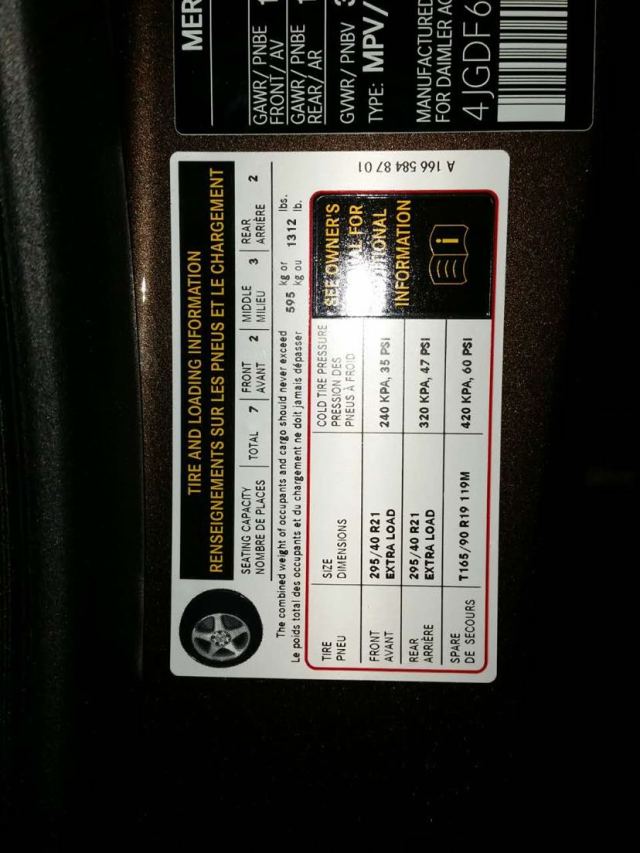 MER
GAWR/ PNBE 1
FRONT/ AV
GAWR/ PNBE 1
REAR/ AR
GVWR/ PNBV 3
TYPE: MPV/
MANUFACTURED
FOR DAIMLER AG
4JGDF6
TIRE AND LOADING INFORMATION
RENSEIGNEMENTS SUR LES PNEUS ET LE CHARGEMENT
SEATING CAPACITY
NOMBRE DE PLACES
TOTAL 7
FRONT
AVANT 2
MIDDLE
MILIEU 3
REAR
ARRIÈRE 2
The combined weight of occupants and cargo should never exceed
Le poids total des occupants et du chargement ne doit jamais dépasser
595 kg or
kg ou
1312 lbs.
lb.
TIRE
PNEU
SIZE
DIMENSIONS
COLD TIRE PRESSURE
PRESSION DES
PNEUS À FROID
FRONT
AVANT
295/40 R21
EXTRA LOAD
240 KPA, 35 PSI
REAR
ARRIÈRE
295/40 R21
EXTRA LOAD
320 KPA, 47 PSI
SPARE
DE SECOURS
T165/90 R19 119M
420 KPA, 60 PSI
SEE OWNER'S
FOR
INFORMATION
A 166 584 87 01